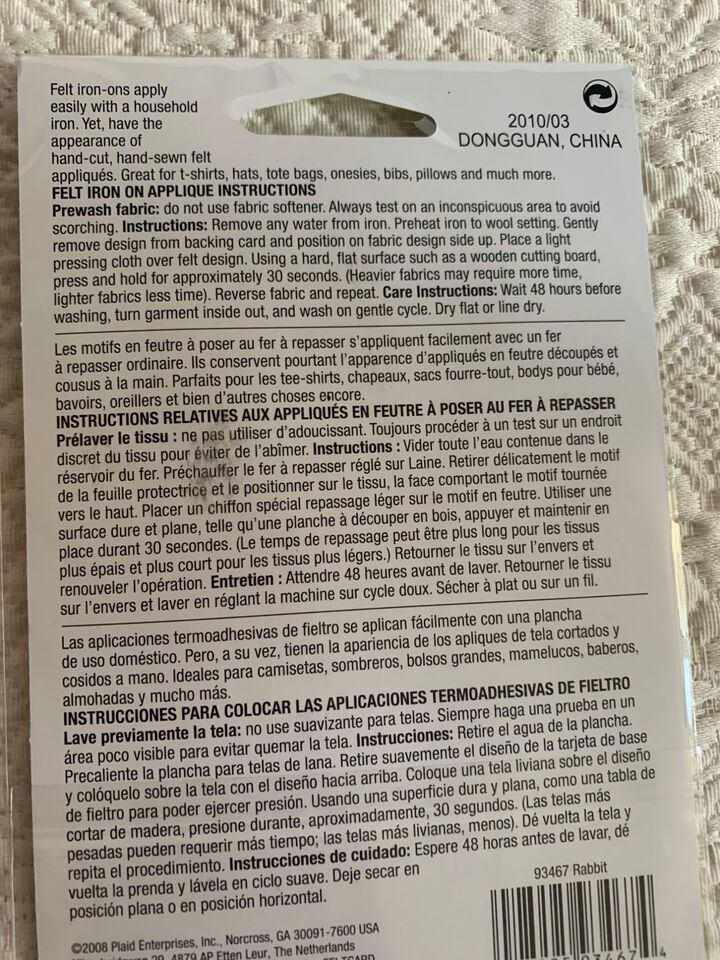 Felt iron-ons apply
easily with a household
iron. Yet, have the
appearance of
hand-cut, hand-sewn felt
appliqués. Great for t-shirts, hats, tote bags, onesies, bibs, pillows and much more.
2010/03
DONGGUAN, CHINA
FELT IRON ON APPLIQUE INSTRUCTIONS
Prewash fabric: do not use fabric softener. Always test on an inconspicuous area to avoid
scorching. Instructions: Remove any water from iron. Preheat iron to wool setting. Gently
remove design from backing card and position on fabric design side up. Place a light
pressing cloth over felt design. Using a hard, flat surface such as a wooden cutting board,
press and hold for approximately 30 seconds. (Heavier fabrics may require more time,
lighter fabrics less time). Reverse fabric and repeat. Care Instructions: Wait 48 hours before
washing, turn garment inside out, and wash on gentle cycle. Dry flat or line dry.
Les motifs en feutre à poser au fer à repasser s'appliquent facilement avec un fer
à repasser ordinaire. Ils conservent pourtant l'apparence d'appliqués en feutre découpés et
cousus à la main. Parfaits pour les tee-shirts, chapeaux, sacs fourre-tout, bodys pour bébé,
bavoirs, oreillers et bien d'autres choses encore.
INSTRUCTIONS RELATIVES AUX APPLIQUÉS EN FEUTRE À POSER AU FER À REPASSER
Prélaver le tissu : ne pas utiliser d'adoucissant. Toujours procéder à un test sur un endroit
discret du tissu pour éviter de l'abîmer. Instructions : Vider toute l'eau contenue dans le
réservoir du fer. Préchauffer le fer à repasser réglé sur Laine. Retirer délicatement le motif
de la feuille protectrice et le positionner sur le tissu, la face comportant le motif tournée
vers le haut. Placer un chiffon spécial repassage léger sur le motif en feutre. Utiliser une
surface dure et plane, telle qu'une planche à découper en bois, appuyer et maintenir en
place durant 30 secondes. (Le temps de repassage peut être plus long pour les tissus
plus épais et plus court pour les tissus plus légers.) Retourner le tissu sur l'envers et
renouveler l'opération. Entretien : Attendre 48 heures avant de laver. Retourner le tissu
sur l'envers et laver en réglant la machine sur cycle doux. Sécher à plat ou sur un fil.
Las aplicaciones termoadhesivas de fieltro se aplican fácilmente con una plancha
de uso doméstico. Pero, a su vez, tienen la apariencia de los apliques de tela cortados y
cosidos a mano. Ideales para camisetas, sombreros, bolsos grandes, mamelucos, baberos,
almohadas y mucho más.
INSTRUCCIONES PARA COLOCAR LAS APLICACIONES TERMOADHESIVAS DE FIELTRO
Lave previamente la tela: no use suavizante para telas. Siempre haga una prueba en un
área poco visible para evitar quemar la tela. Instrucciones: Retire el agua de la plancha.
Precaliente la plancha para telas de lana. Retire suavemente el diseño de la tarjeta de base
y colóquelo sobre la tela con el diseño hacia arriba. Coloque una tela liviana sobre el diseño
de fieltro para poder ejercer presión. Usando una superficie dura y plana, como una tabla de
cortar de madera, presione durante, aproximadamente, 30 segundos. (Las telas más
pesadas pueden requerir más tiempo; las telas más livianas, menos). Dé vuelta la tela y
repita el procedimiento. Instrucciones de cuidado: Espere 48 horas antes de lavar, dé
vuelta la prenda y lávela en ciclo suave. Deje secar en
posición plana o en posición horizontal.
93467 Rabbit
©2008 Plaid Enterprises, Inc., Norcross, GA 30091-7600 USA
29, 4879 AP Etten Leur, The Netherlands